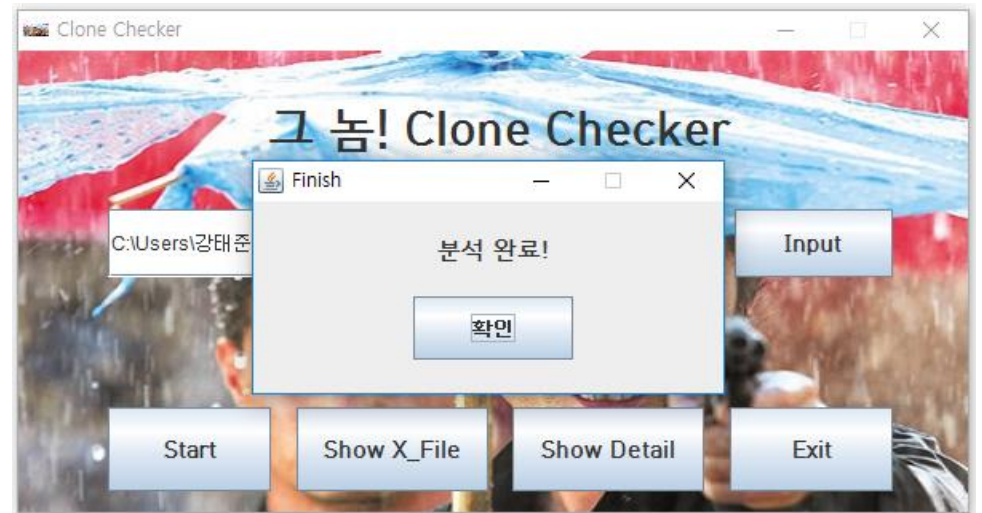 Clone Checker
그 놈! Clone Checker
Finish
C:\Users\강태준
분석 완료!
Input
확인
Start
Show X_File
Show Detail
Exit